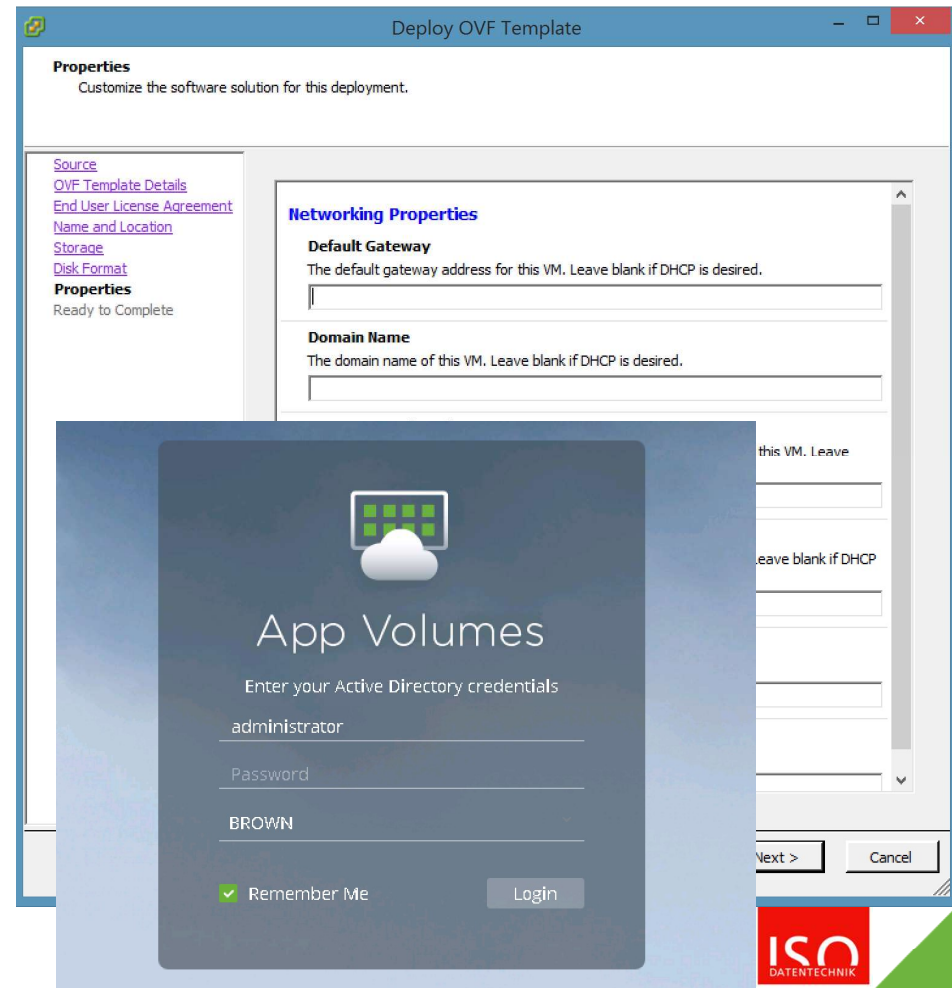 Deploy OVF Template
Properties
Customize the software solution for this deployment.
Source
OVF Template Details
End User License Agreement
Name and Location
Storage
Disk Format
Properties
Ready to Complete
Networking Properties
Default Gateway
The default gateway address for this VM. Leave blank if DHCP is desired.
Domain Name
The domain name of this VM. Leave blank if DHCP is desired.
this VM. Leave
Leave blank if DHCP
App Volumes
Enter your Active Directory credentials
administrator
Password
BROWN
Remember Me
Login
Next >
Cancel
ISO
DATENTECHNIK